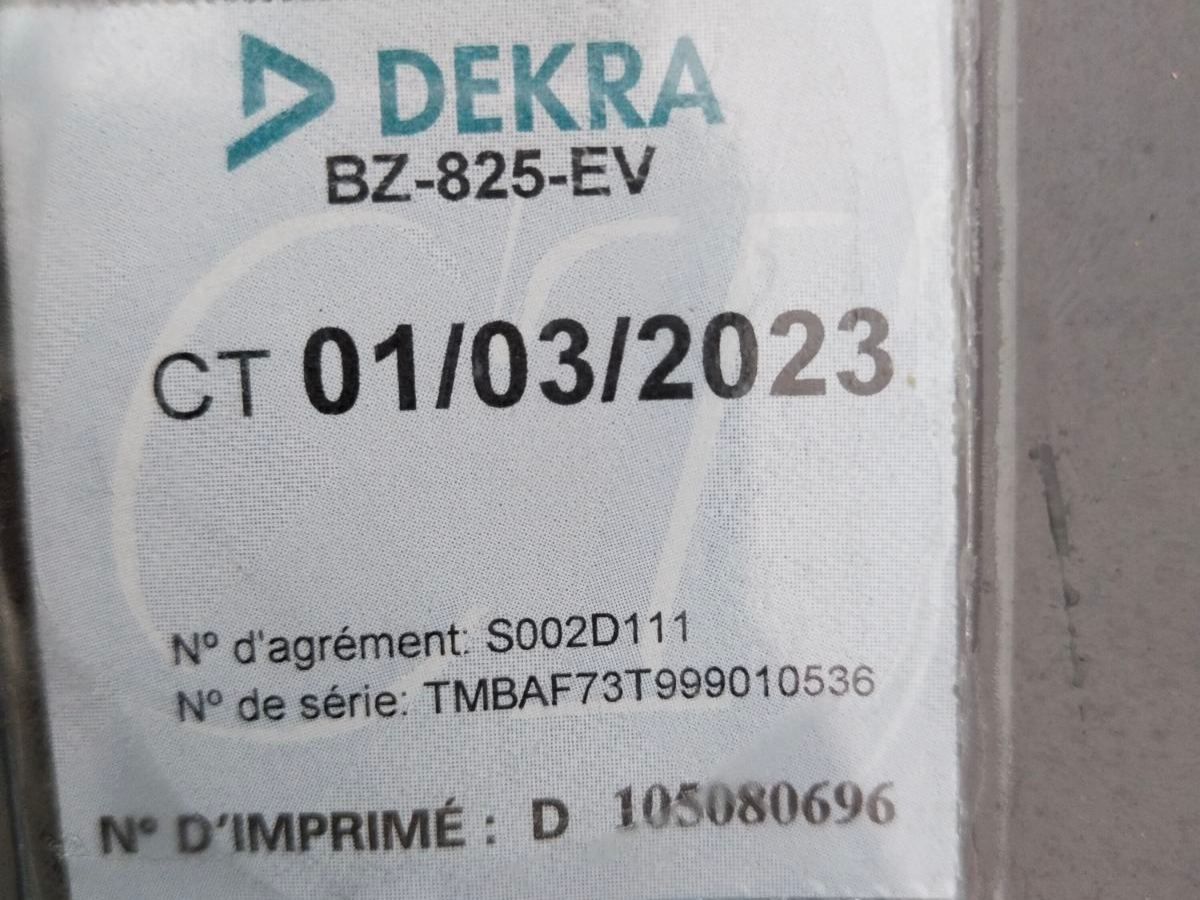 DEKRA
BZ-825-EV
CT 01/03/2023
N° d'agrément: S002D111
N° de série: TMBAF73T999010536
N° D'IMPRIMÉ : D 105080696